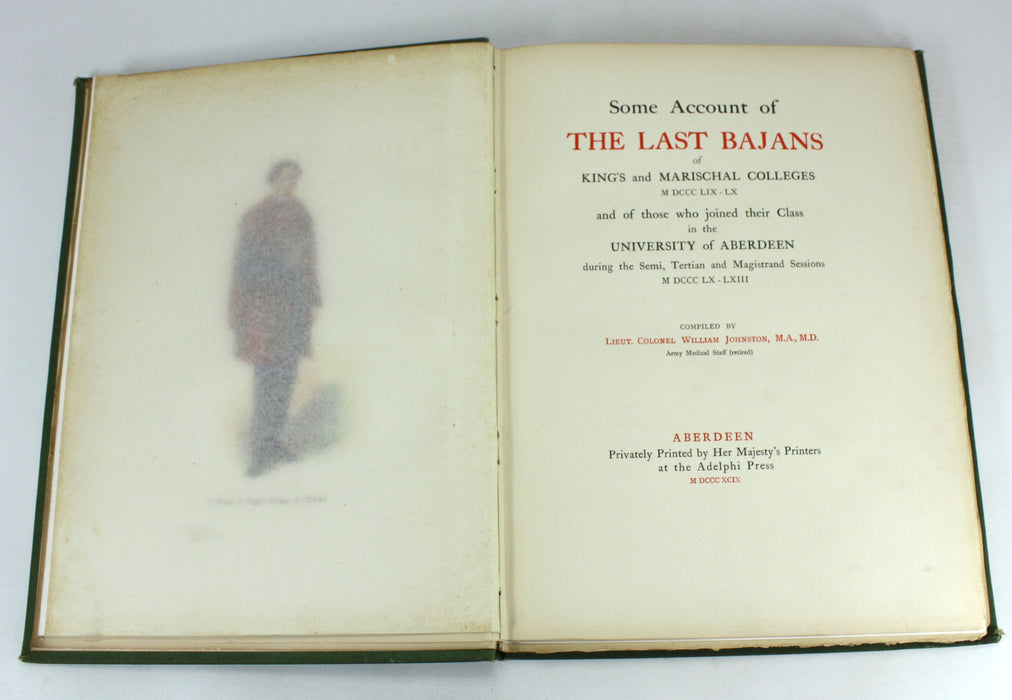 Some Account of
THE LAST BAJANS
of
KING'S and MARISCHAL COLLEGES
M DCCC LIX - LX
and of those who joined their Class
in the
UNIVERSITY of ABERDEEN
during the Semi, Tertian and Magistrand Sessions
M DCCC LX - LXIII
COMPILED BY
LIEUT. COLONEL WILLIAM JOHNSTON, M.A., M.D.
Army Medical Staff (retired)
ABERDEEN
Privately Printed by Her Majesty's Printers
at the Adelphi Press
M DCCC XCIX